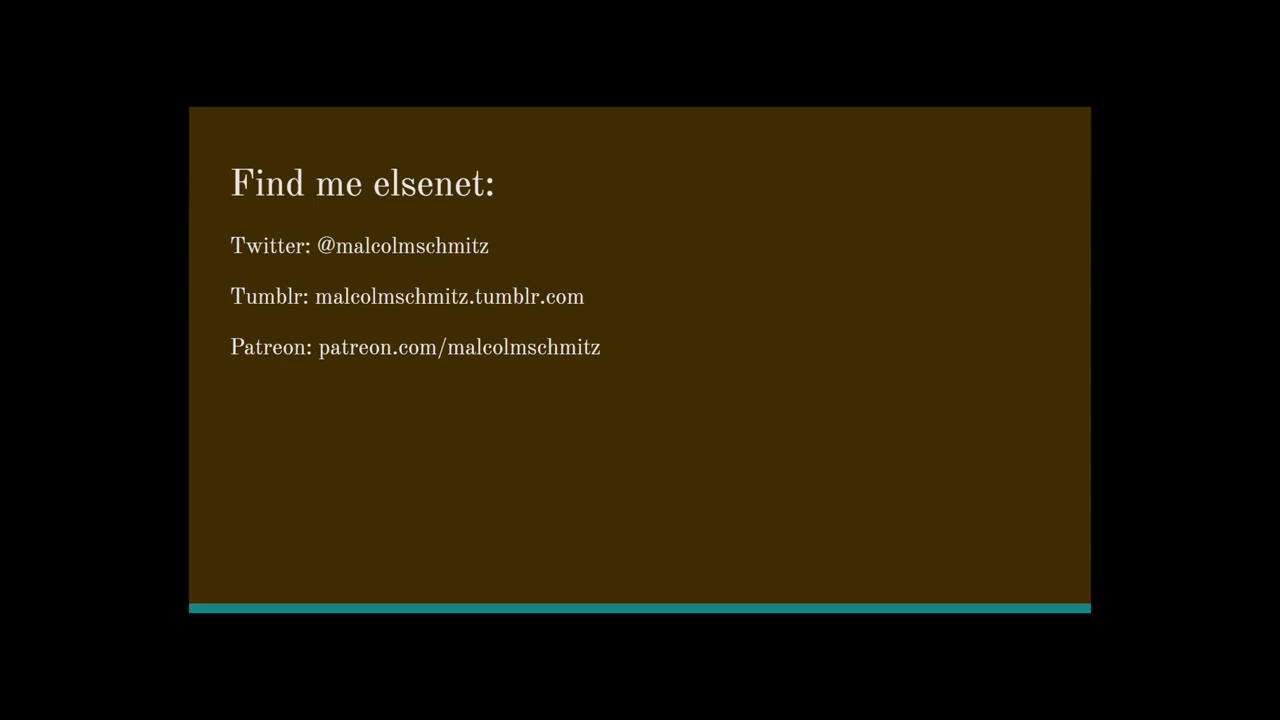 Find me elsenet:
Twitter: @malcolmschmitz
Tumblr: malcolmschmitz.tumblr.com
Patreon: patreon.com/malcolmschmitz